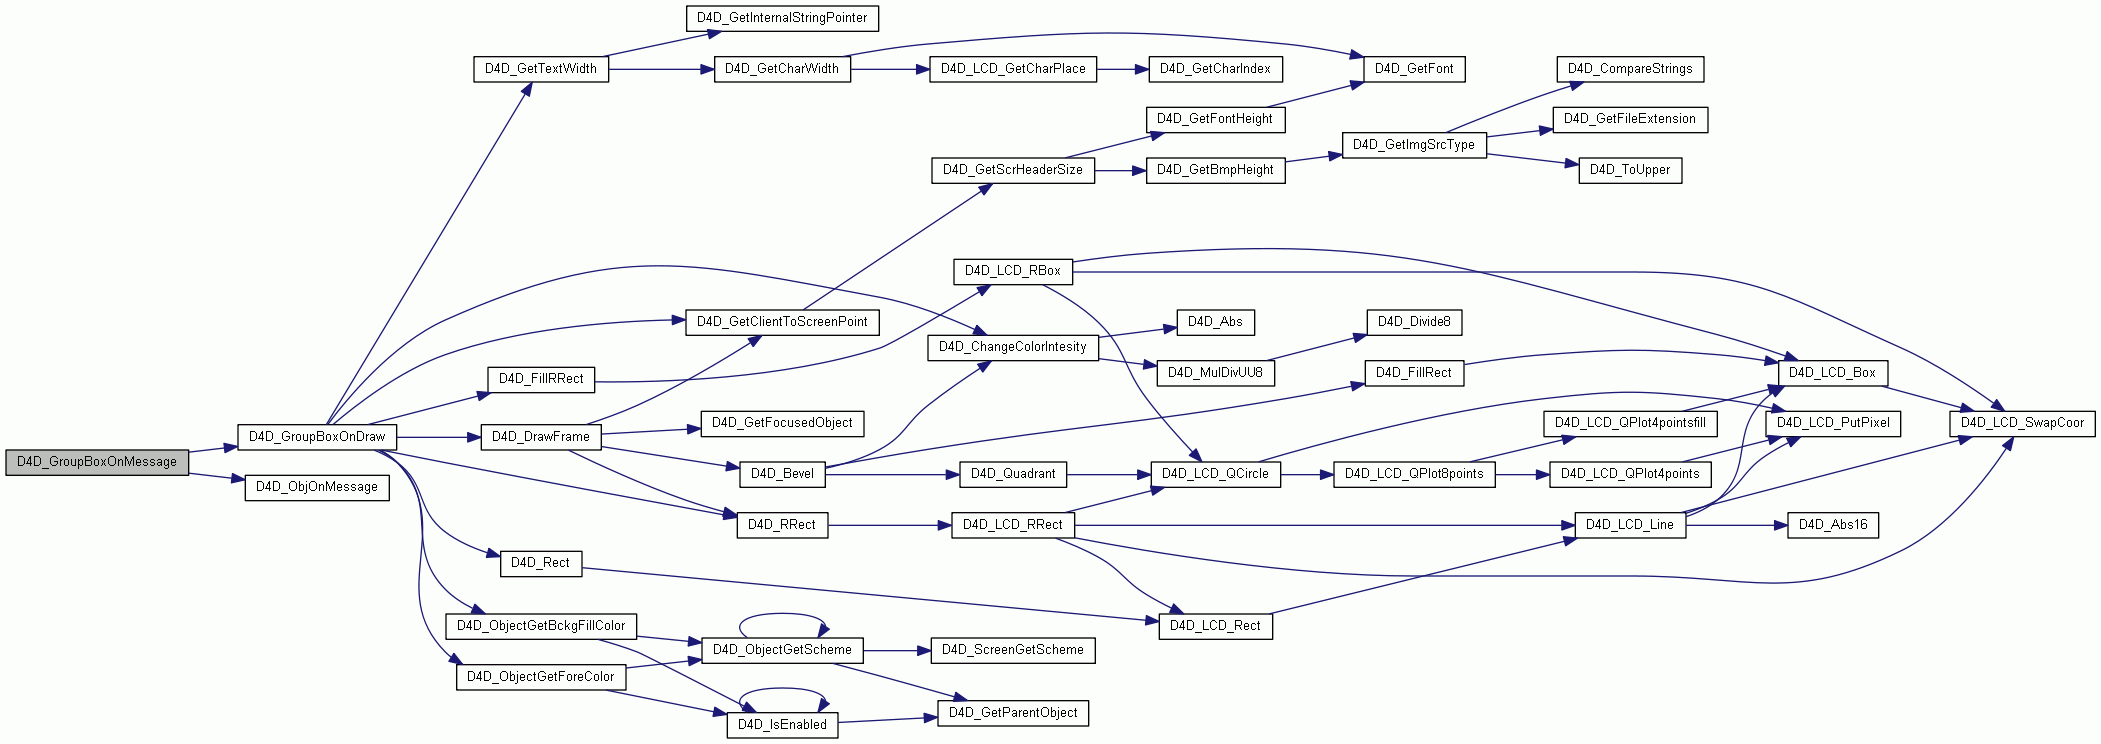 D4D_GetInternalStringPointer
D4D_GetTextWidth
D4D_GetCharWidth
D4D_LCD_GetCharPlace
D4D_GetCharIndex
D4D_GetFont
D4D_CompareStrings
D4D_GetFontHeight
D4D_GetFileExtension
D4D_GetImgSrcType
D4D_GetScrHeaderSize
D4D_GetBmpHeight
D4D_ToUpper
D4D_LCD_RBox
D4D_GetClientToScreenPoint
D4D_Abs
D4D_Divide8
D4D_ChangeColorIntesity
D4D_FillRRect
D4D_MulDivUU8
D4D_FillRect
D4D_LCD_Box
D4D_GetFocusedObject
D4D_LCD_QPlot4pointsfill
D4D_LCD_PutPixel
D4D_LCD_SwapCoor
D4D_GroupBoxOnDraw
D4D_DrawFrame
D4D_GroupBoxOnMessage
D4D_Bevel
D4D_Quadrant
D4D_LCD_QCircle
D4D_LCD_QPlot8points
D4D_LCD_QPlot4points
D4D_ObjOnMessage
D4D_RRect
D4D_LCD_RRect
D4D_LCD_Line
D4D_Abs16
D4D_Rect
D4D_ObjectGetBckgFillColor
D4D_LCD_Rect
D4D_ObjectGetScheme
D4D_ScreenGetScheme
D4D_ObjectGetForeColor
D4D_GetParentObject
D4D_IsEnabled